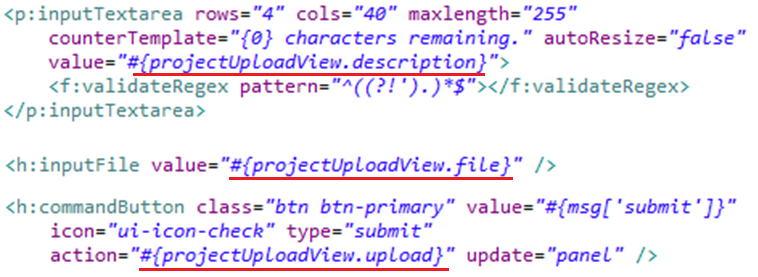 <p:inputTextarea rows="4" cols="40" maxlength="255"
counterTemplate="{0} characters remaining." autoResize="false"
value="#{projectUploadView.description}">
<f:validateRegex pattern="^((?!').)*$"></f:validateRegex>
</p:inputTextarea>
<h:inputFile value="#{projectUploadView.file}" />
<h:commandButton class="btn btn-primary" value="#{msg['submit']}"
icon="ui-icon-check" type="submit"
action="#{projectUploadView.upload}" update="panel" />